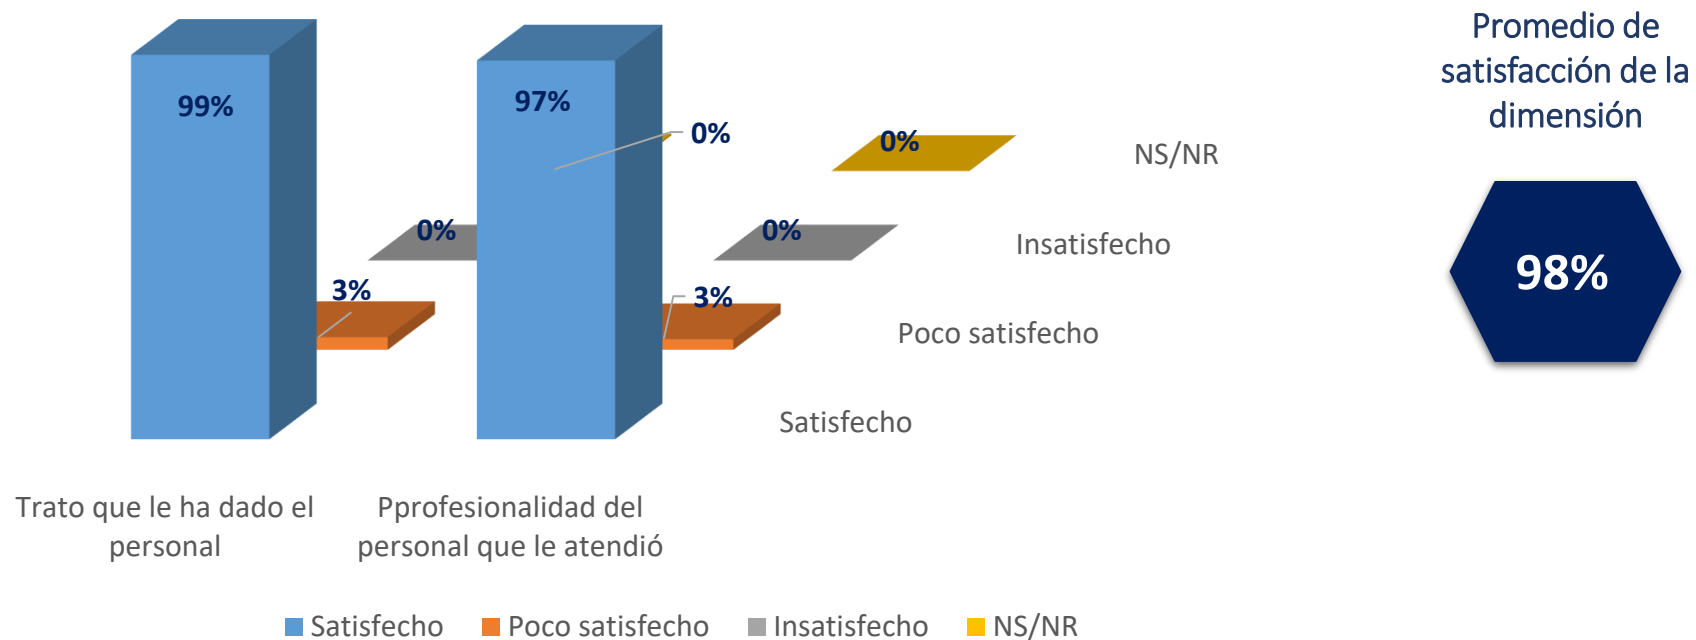 99%
97%
0%
0%
NS/NR
0%
0%
Insatisfecho
3%
3%
Poco satisfecho
Satisfecho
Trato que le ha dado el
personal
Pprofesionalidad del
personal que le atendió
Satisfecho Poco satisfecho Insatisfecho NS/NR
Promedio de
satisfacción de la
dimensión
98%